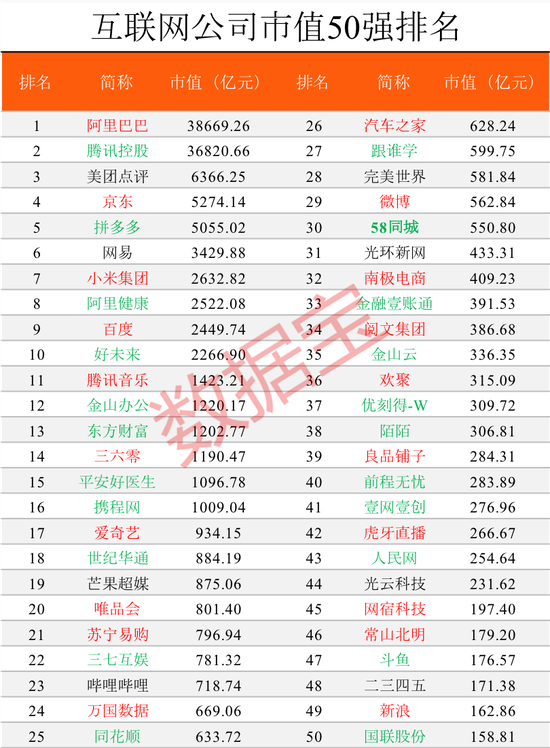 互联网公司市值50强排名
排名 简称 市值（亿元） 排名 简称 市值（亿元）
1 阿里巴巴 38669.26 26 汽车之家 628.24
2 腾讯控股 36820.66 27 跟谁学 599.75
3 美团点评 6366.25 28 完美世界 581.84
4 京东 5274.14 29 微博 562.84
5 拼多多 5055.02 30 58同城 550.80
6 网易 3429.88 31 光环新网 433.31
7 小米集团 2632.82 32 南极电商 409.23
8 阿里健康 2522.08 33 金融壹账通 391.53
9 百度 2449.74 34 阅文集团 386.68
10 好未来 2266.90 35 金山云 336.35
11 腾讯音乐 1423.21 36 欢聚 315.09
12 金山办公 1220.17 37 优刻得-W 309.72
13 东方财富 1202.77 38 陌陌 306.81
14 三六零 1190.47 39 良品铺子 284.31
15 平安好医生 1096.78 40 前程无忧 283.89
16 携程网 1009.04 41 壹网壹创 276.96
17 爱奇艺 934.15 42 虎牙直播 266.67
18 世纪华通 884.19 43 人民网 254.64
19 芒果超媒 875.06 44 光云科技 231.62
20 唯品会 801.40 45 网宿科技 197.40
21 苏宁易购 796.94 46 常山北明 179.20
22 三七互娱 781.32 47 斗鱼 176.57
23 哔哩哔哩 718.74 48 二三四五 171.38
24 万国数据 669.06 49 新浪 162.86
25 同花顺 633.72 50 国联股份 158.81
数据宝